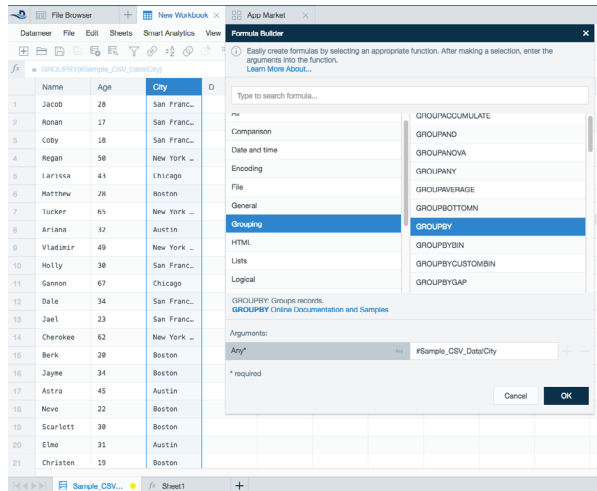 File Browser
New Workbook
App Market
Datameer File Edit Sheets Smart Analytics View
Formula Builder
Easily create formulas by selecting an appropriate function. After making a selection, enter the
arguments into the function.
Learn More About...
fx = GROUPBY(#Sample_CSV_Data!City)
Type to search formula...
Name Age City D
1 Jacob 28 San Franc…
2 Ronan 17 San Franc…
3 Coby 18 San Franc…
4 Regan 50 New York …
5 Larissa 43 Chicago
6 Matthew 28 Boston
7 Tucker 65 New York …
8 Ariana 32 Austin
9 Vladimir 49 New York …
10 Holly 30 San Franc…
11 Gannon 67 Chicago
12 Dale 34 San Franc…
13 Jael 23 San Franc…
14 Cherokee 62 New York …
15 Berk 20 Boston
16 Jayme 34 Boston
17 Astra 45 Austin
18 Neve 22 Boston
19 Scarlett 30 Boston
20 Elmo 31 Austin
21 Christen 19 Boston
All
Comparison
Date and time
Encoding
File
General
Grouping
HTML
Lists
Logical
GROUPACCUMULATE
GROUPAND
GROUPANOVA
GROUPANY
GROUPAVERAGE
GROUPBOTTOMN
GROUPBY
GROUPBYBIN
GROUPBYCUSTOMBIN
GROUPBYGAP
GROUPBY: Groups records.
GROUPBY Online Documentation and Samples
Arguments:
Any* #Sample_CSV_Data!City
* required
Cancel OK
Sample_CSV... fx Sheet1 +